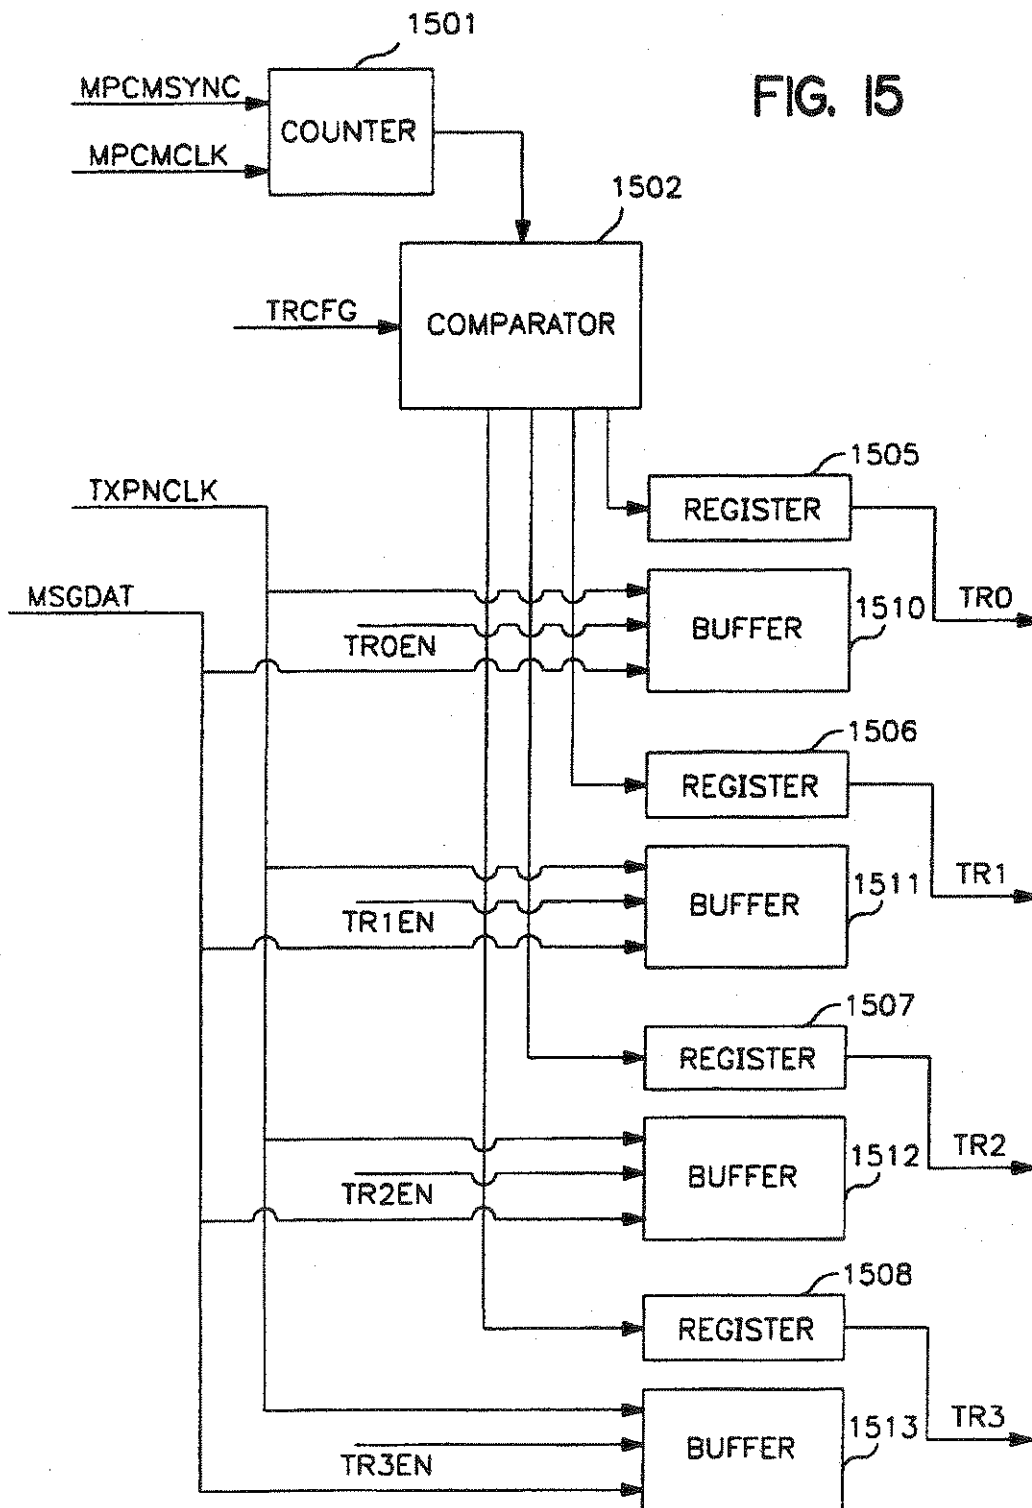 1501
MPCMSYNC
FIG. 15
COUNTER
MPCMCLK
1502
TRCFG
COMPARATOR
1505
TXPNCLK
REGISTER
MSGDAT
TR0
1510
BUFFER
TR0EN
1506
REGISTER
TR1
1511
BUFFER
TR1EN
1507
REGISTER
TR2
1512
BUFFER
TR2EN
1508
REGISTER
TR3
1513
BUFFER
TR3EN